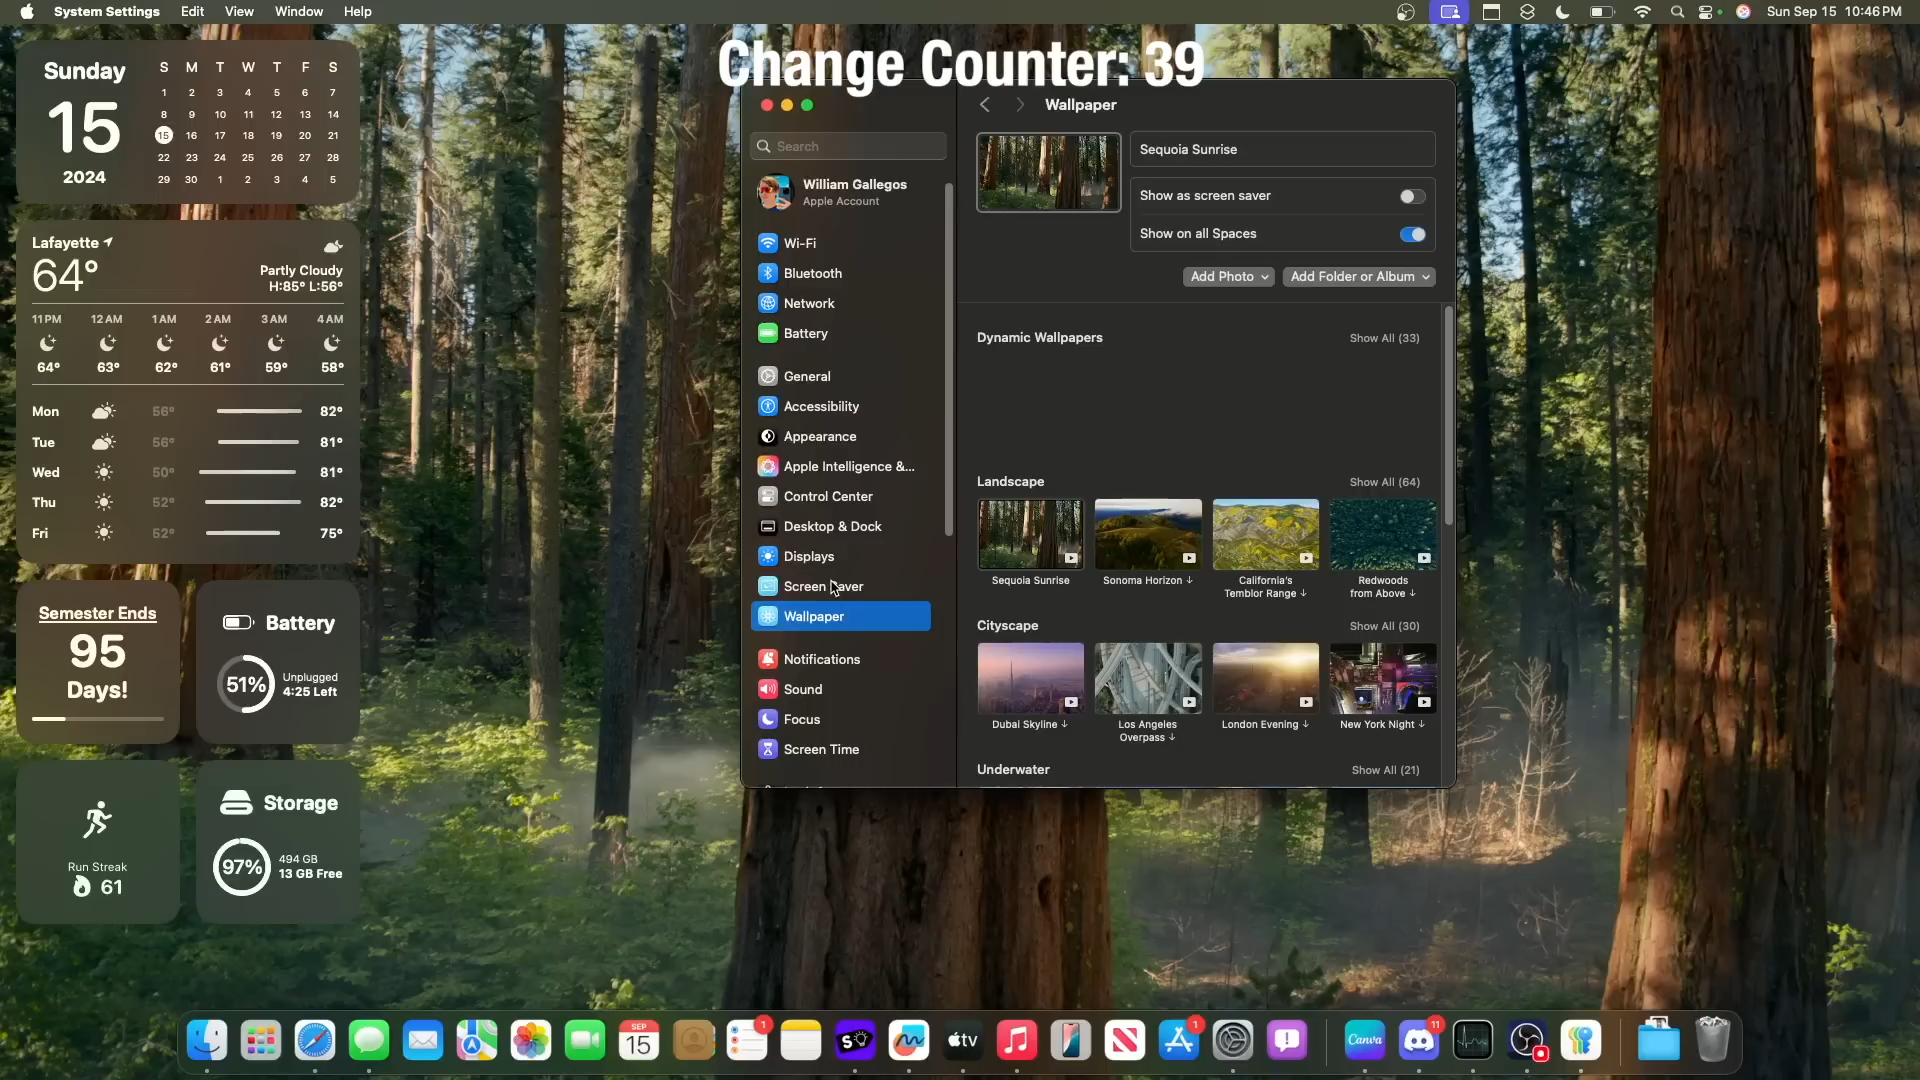 System Settings Edit View Window Help
Sun Sep 15 10:46 PM
Change Counter: 39
Sunday
15
2024
S M T W T F S
1 2 3 4 5 6 7
8 9 10 11 12 13 14
15 16 17 18 19 20 21
22 23 24 25 26 27 28
29 30 1 2 3 4 5
Lafayette
64°
Partly Cloudy
H:85° L:56°
11 PM 12 AM 1 AM 2 AM 3 AM 4 AM
64° 63° 62° 61° 59° 58°
Mon 56° 82°
Tue 56° 81°
Wed 50° 81°
Thu 52° 82°
Fri 52° 75°
Semester Ends
95
Days!
Battery
51%
Unplugged
4:25 Left
Run Streak
61
Storage
97%
494 GB
13 GB Free
Search
William Gallegos
Apple Account
Wi-Fi
Bluetooth
Network
Battery
General
Accessibility
Appearance
Apple Intelligence &...
Control Center
Desktop & Dock
Displays
Screen Saver
Wallpaper
Notifications
Sound
Focus
Screen Time
Wallpaper
Sequoia Sunrise
Show as screen saver
Show on all Spaces
Add Photo
Add Folder or Album
Dynamic Wallpapers
Show All (33)
Landscape
Show All (64)
Sequoia Sunrise
Sonoma Horizon ↓
California's
Temblor Range ↓
Redwoods
from Above ↓
Cityscape
Show All (30)
Dubai Skyline ↓
Los Angeles
Overpass ↓
London Evening ↓
New York Night ↓
Underwater
Show All (21)
SEP
15
1
S
tv
1
Canva
11